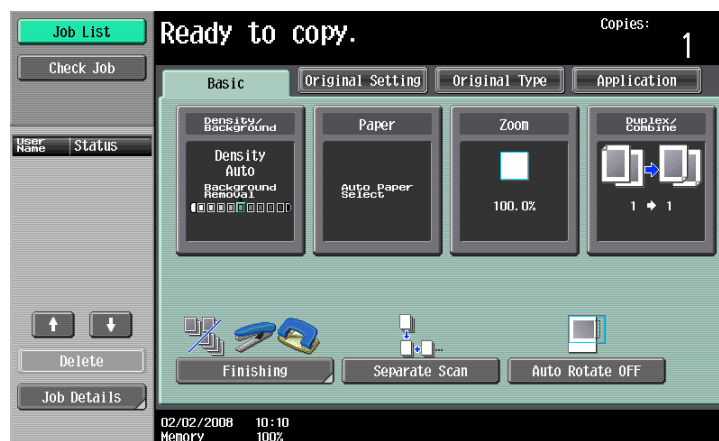 Job List
Check Job
User Name Status
Delete
Job Details
Ready to copy.
Copies:
1
Basic
Original Setting
Original Type
Application
Density/
Background
Paper
Zoom
Duplex/
Combine
Density
Auto
Background
Removal
Auto Paper
Select
100.0%
1 → 1
Finishing
Separate Scan
Auto Rotate OFF
02/02/2008 10:10
Memory 100%